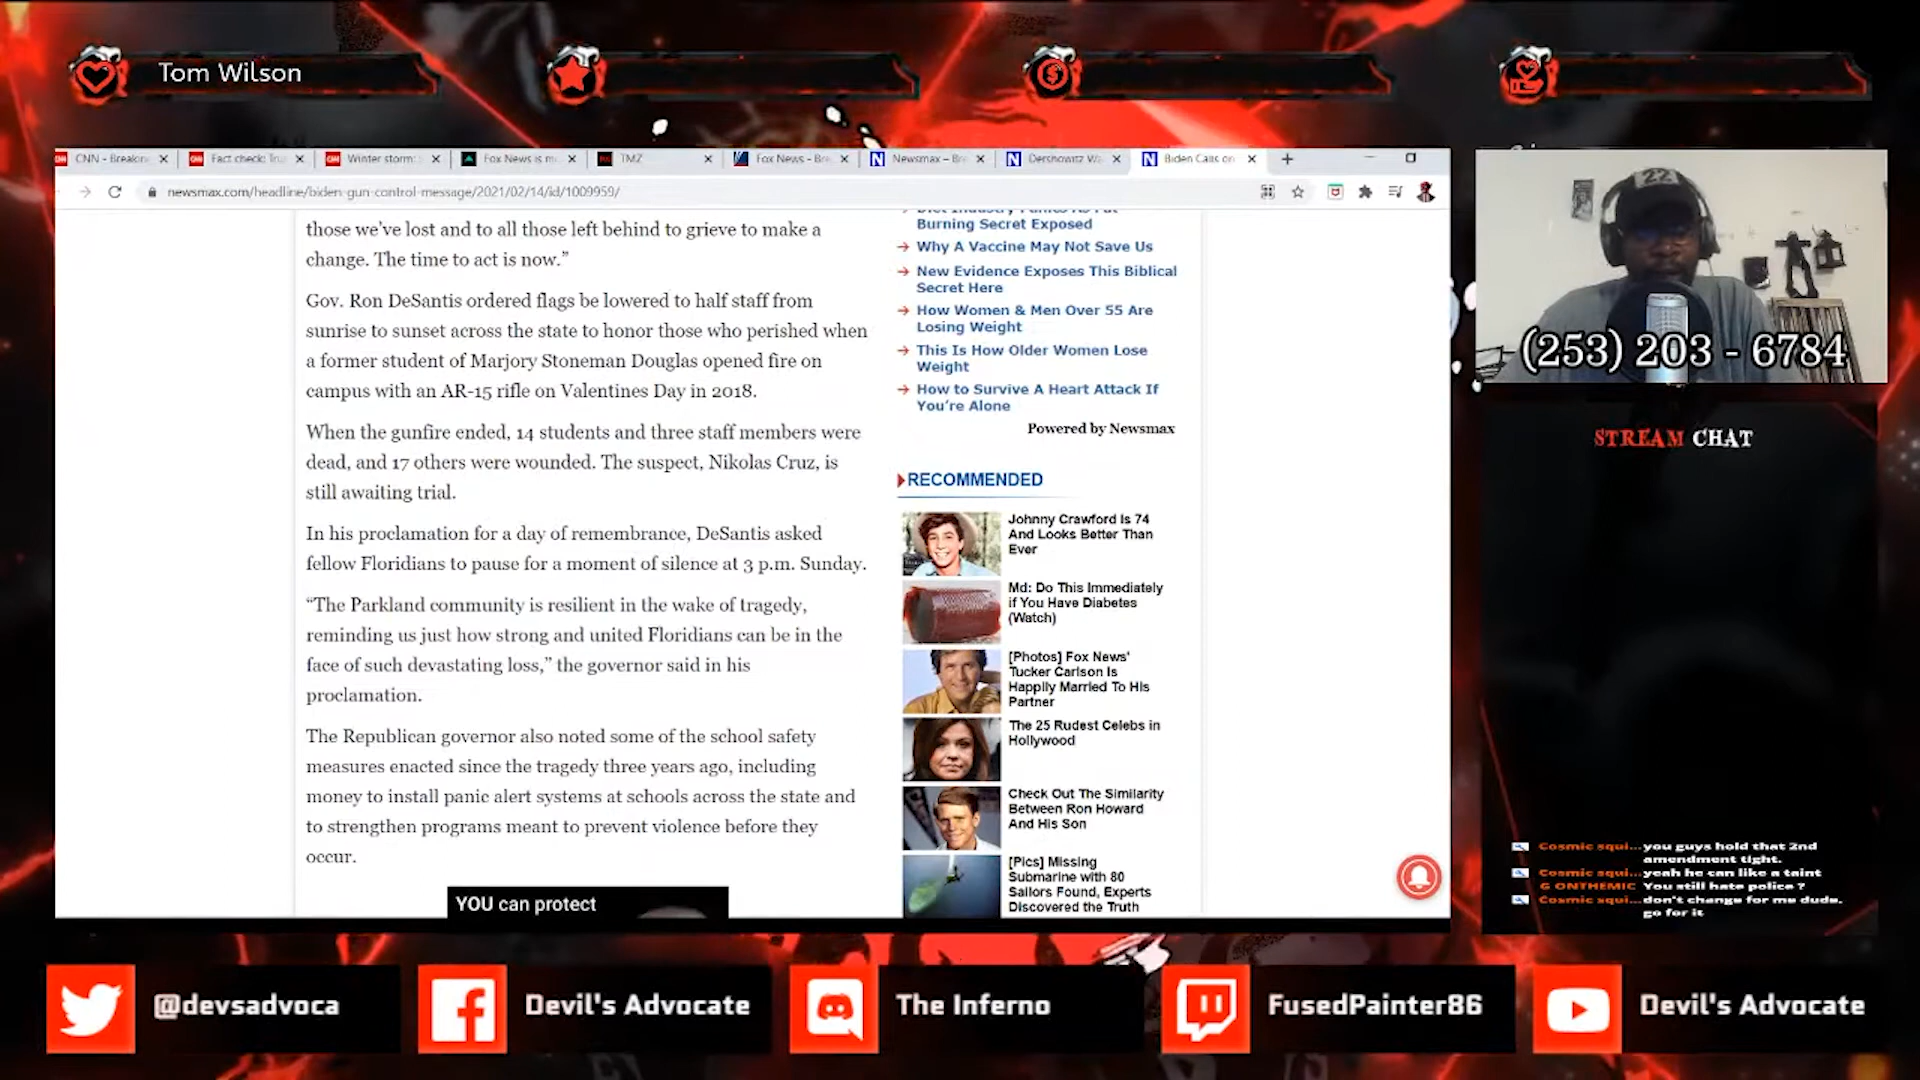 Tom Wilson
CNN - Breakin
Fact check: Tru
Winter storm:
Fox News is m
TMZ
Fox News - Bre
Newsmax – Bre
Dershowitz Wa
Biden Calls on
newsmax.com/headline/biden-gun-control-message/2021/02/14/id/1009959/
those we've lost and to all those left behind to grieve to make a
change. The time to act is now.”
Gov. Ron DeSantis ordered flags be lowered to half staff from
sunrise to sunset across the state to honor those who perished when
a former student of Marjory Stoneman Douglas opened fire on
campus with an AR-15 rifle on Valentines Day in 2018.
When the gunfire ended, 14 students and three staff members were
dead, and 17 others were wounded. The suspect, Nikolas Cruz, is
still awaiting trial.
In his proclamation for a day of remembrance, DeSantis asked
fellow Floridians to pause for a moment of silence at 3 p.m. Sunday.
“The Parkland community is resilient in the wake of tragedy,
reminding us just how strong and united Floridians can be in the
face of such devastating loss,” the governor said in his
proclamation.
The Republican governor also noted some of the school safety
measures enacted since the tragedy three years ago, including
money to install panic alert systems at schools across the state and
to strengthen programs meant to prevent violence before they
occur.
YOU can protect
Diet Industry Panics As Fat
Burning Secret Exposed
Why A Vaccine May Not Save Us
New Evidence Exposes This Biblical
Secret Here
How Women & Men Over 55 Are
Losing Weight
This Is How Older Women Lose
Weight
How to Survive A Heart Attack If
You're Alone
Powered by Newsmax
RECOMMENDED
Johnny Crawford Is 74
And Looks Better Than
Ever
Md: Do This Immediately
if You Have Diabetes
(Watch)
[Photos] Fox News'
Tucker Carlson Is
Happily Married To His
Partner
The 25 Rudest Celebs in
Hollywood
Check Out The Similarity
Between Ron Howard
And His Son
[Pics] Missing
Submarine with 80
Sailors Found, Experts
Discovered the Truth
22
(253) 203 - 6784
STREAM CHAT
Cosmic squi... you guys hold that 2nd
amendment tight.
Cosmic squi... yeah he can like a taint
G ONTHEMIC You still hate police ?
Cosmic squi... don't change for me dude.
go for it
@devsadvoca
Devil's Advocate
The Inferno
FusedPainter86
Devil's Advocate